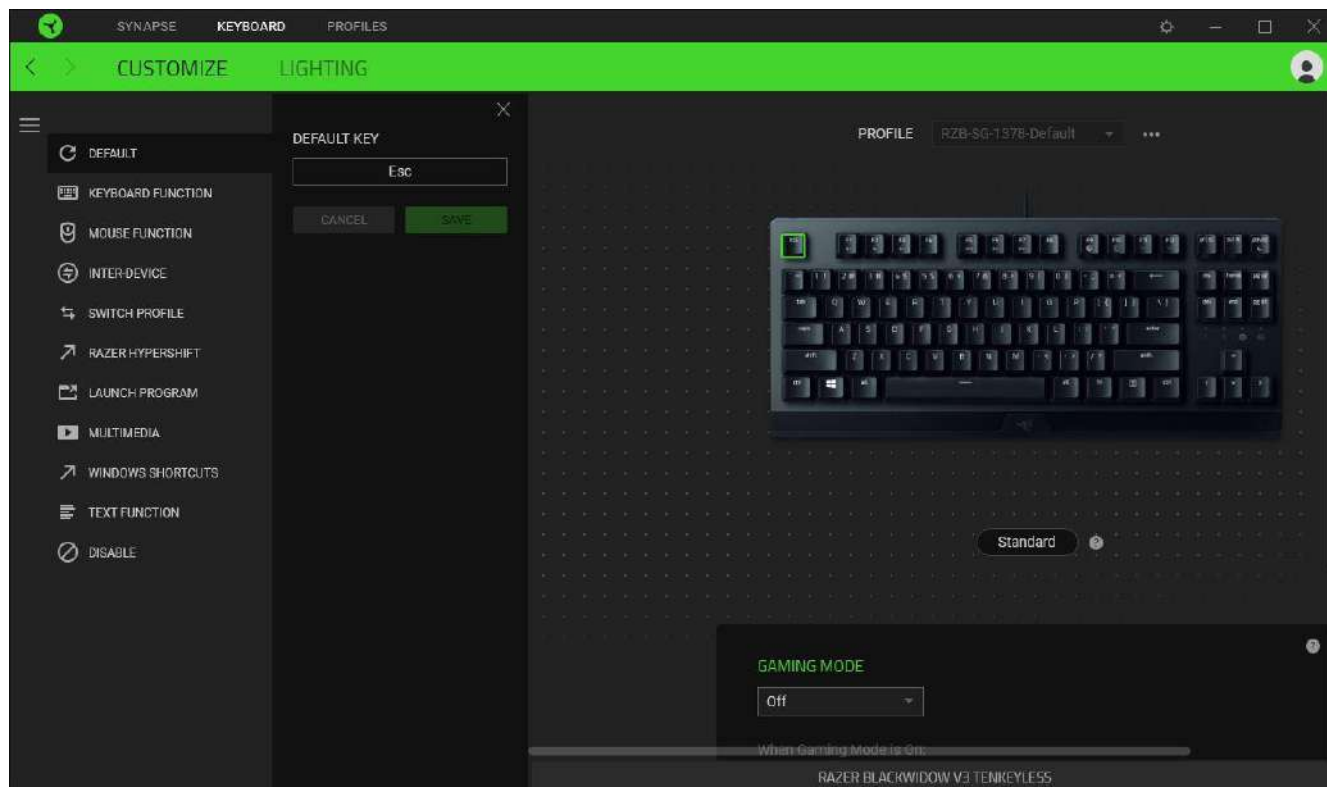 SYNAPSE KEYBOARD PROFILES
CUSTOMIZE LIGHTING
DEFAULT
KEYBOARD FUNCTION
MOUSE FUNCTION
INTER-DEVICE
SWITCH PROFILE
RAZER HYPERSHIFT
LAUNCH PROGRAM
MULTIMEDIA
WINDOWS SHORTCUTS
TEXT FUNCTION
DISABLE
DEFAULT KEY
Esc
CANCEL SAVE
PROFILE RZB-SG-1378-Default
Standard
GAMING MODE
Off
When Gaming Mode is On:
RAZER BLACKWIDOW V3 TENKEYLESS